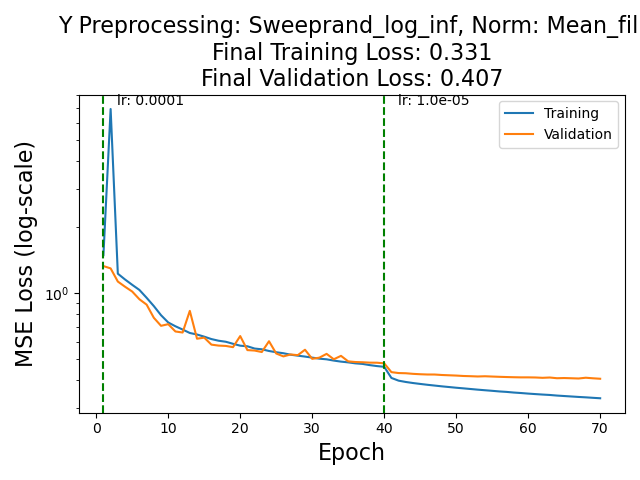 Y Preprocessing: Sweeprand_log_inf, Norm: Mean_fil
Final Training Loss: 0.331
Final Validation Loss: 0.407
lr: 0.0001
lr: 1.0e-05
Training
Validation
MSE Loss (log-scale)
10⁰
0 10 20 30 40 50 60 70
Epoch